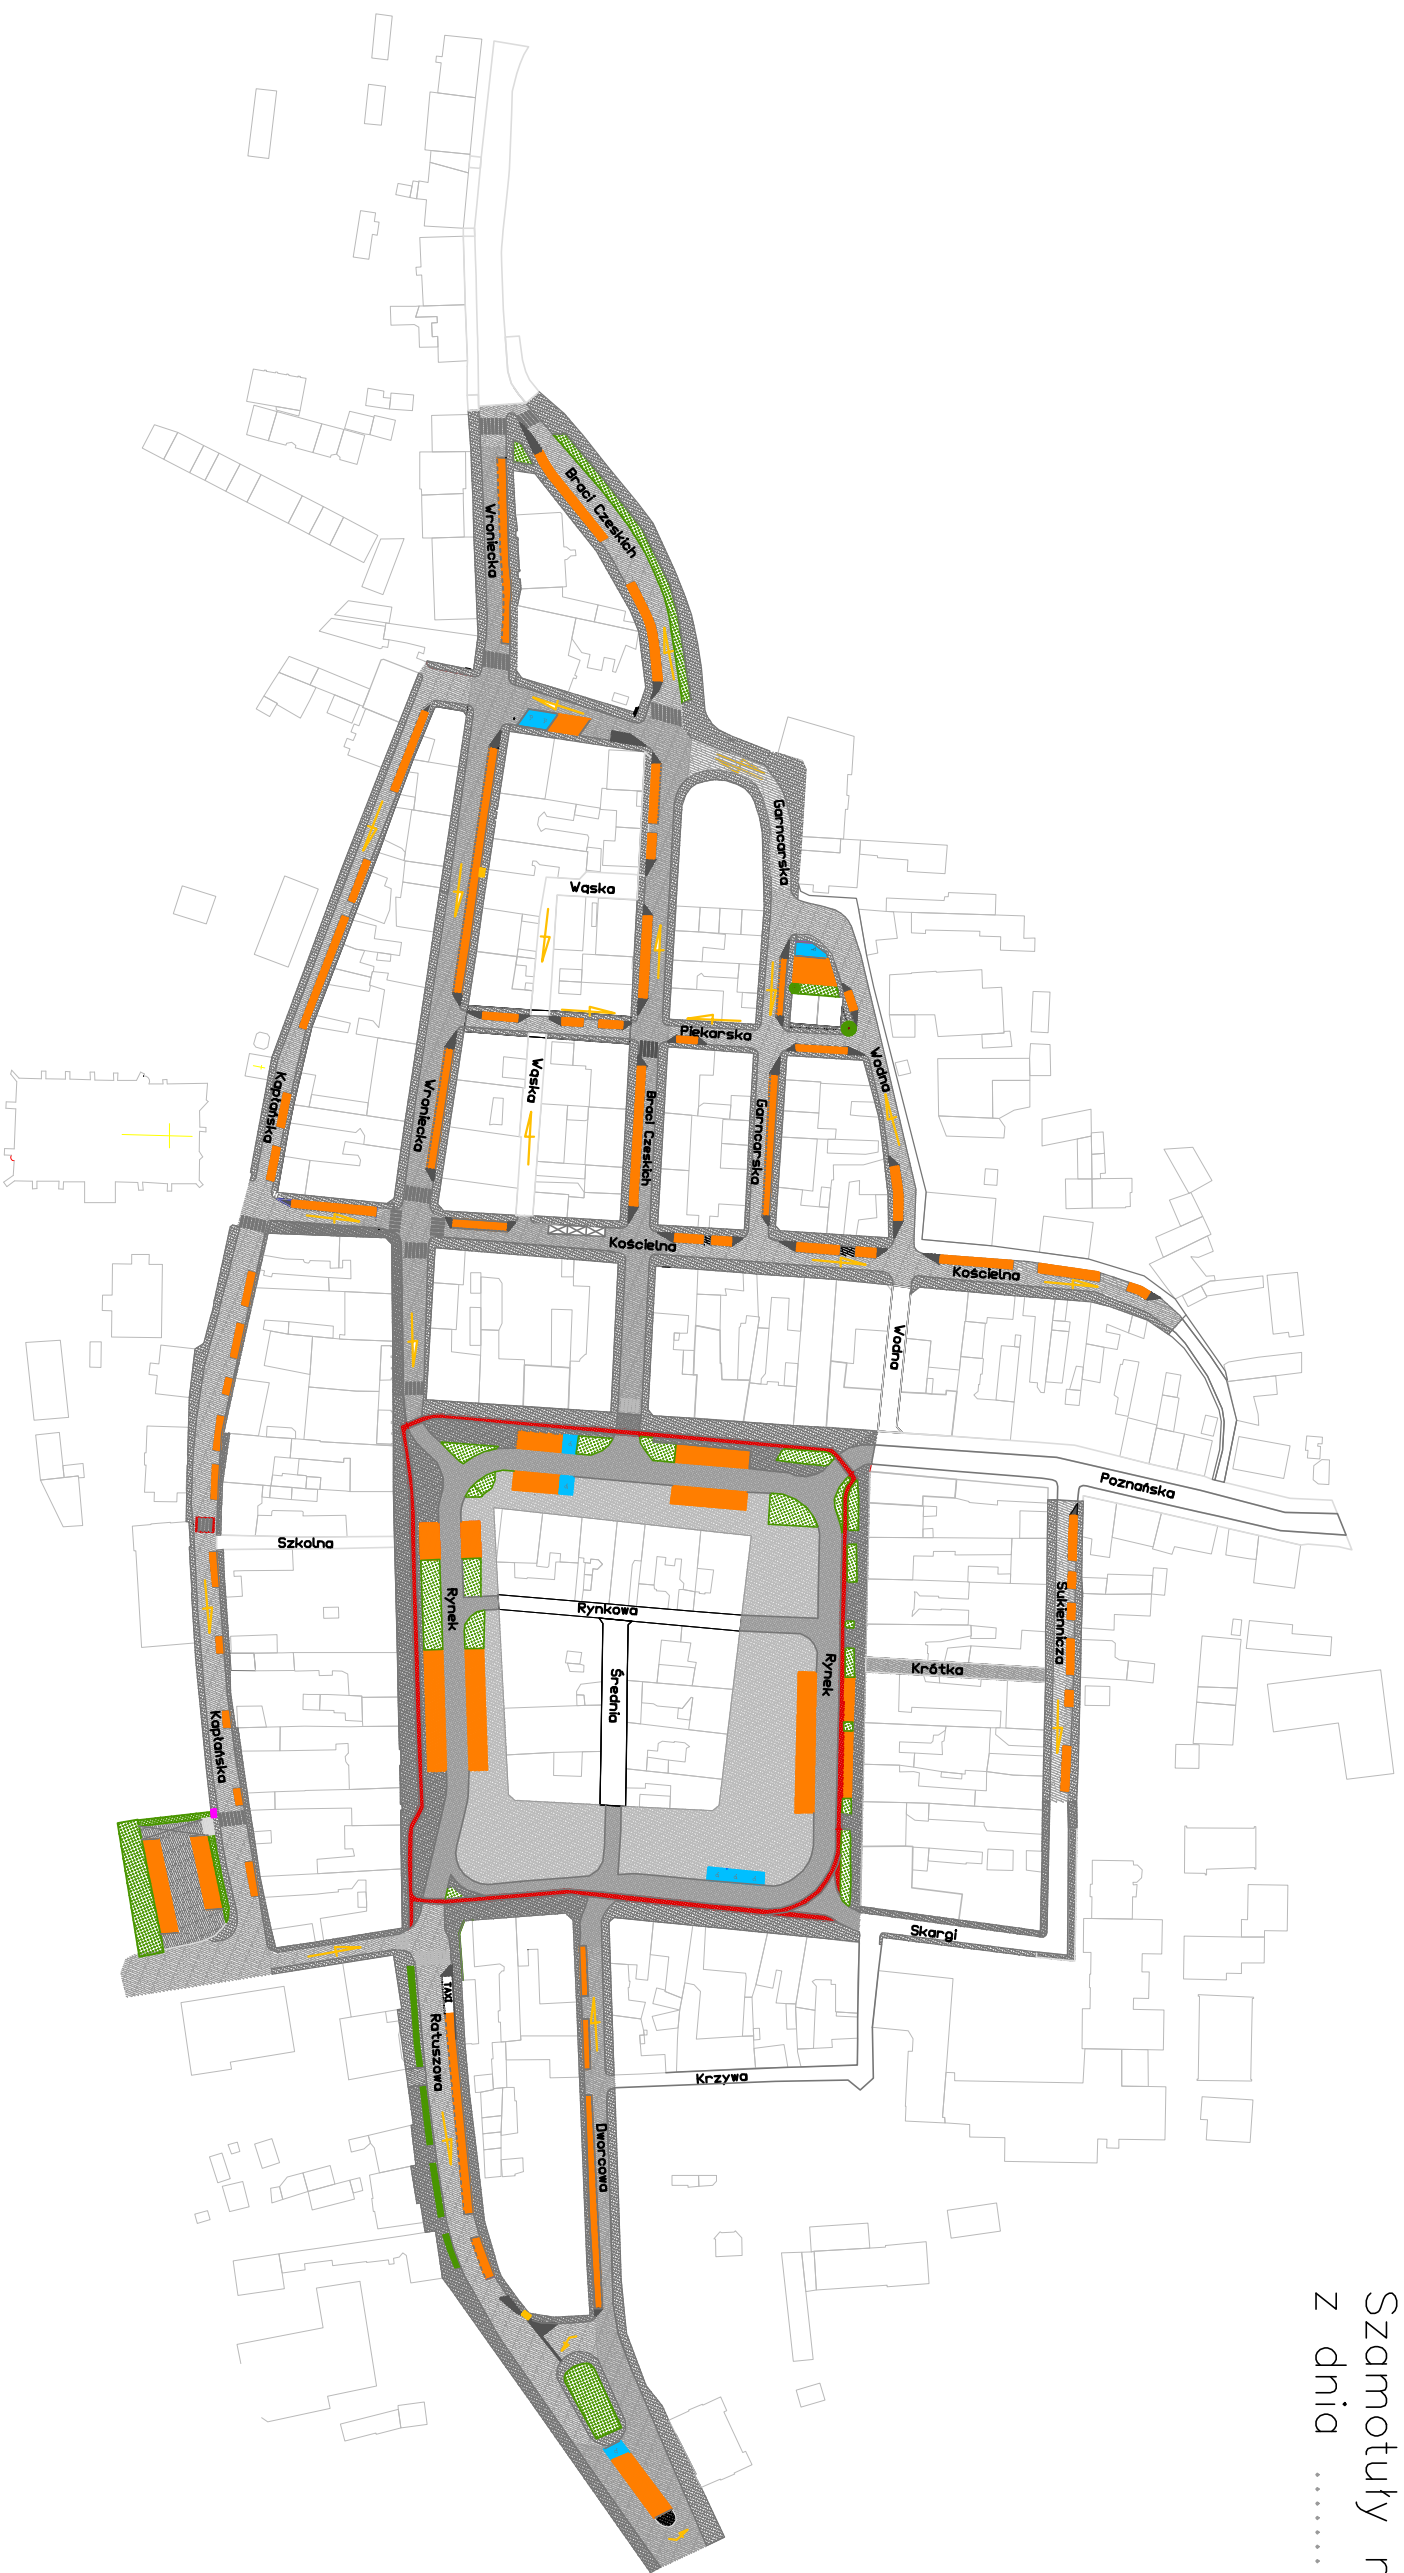 Braci Czeskich
Wroniecka
Garncarska
Wąska
Piekarska
Wodna
Wąska
Kapłańska
Wroniecka
Braci Czeskich
Garncarska
Kościelna
Kościelna
Wodna
Poznańska
Szkolna
Rynek
Rynkowa
Sukiennicza
Średnia
Rynek
Krótka
Kapłańska
Skargi
TAXI
Ratuszowa
Krzywa
Dworcowa
Szamotuły
z dnia ........